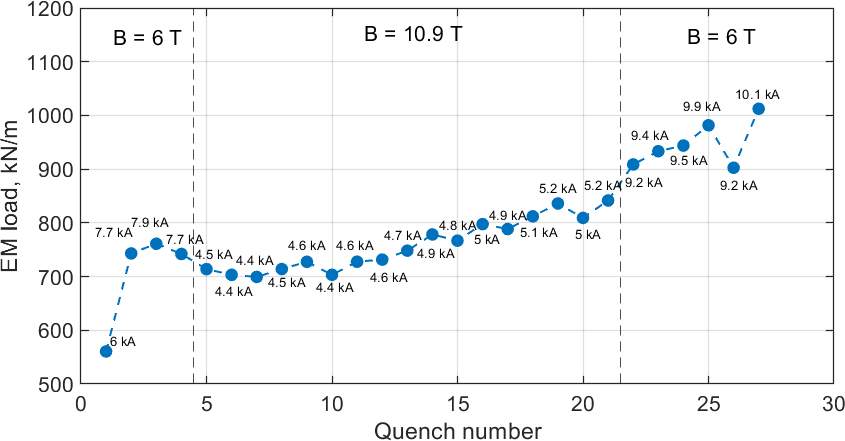 B = 6 T
B = 10.9 T
B = 6 T
1200
1100
1000
900
800
700
600
500
EM load, kN/m
6 kA
7.7 kA
7.9 kA
7.7 kA
4.5 kA
4.4 kA
4.4 kA
4.5 kA
4.6 kA
4.4 kA
4.6 kA
4.6 kA
4.7 kA
4.9 kA
4.8 kA
5 kA
4.9 kA
5.1 kA
5.2 kA
5 kA
5.2 kA
9.2 kA
9.4 kA
9.5 kA
9.9 kA
9.2 kA
10.1 kA
0
5
10
15
20
25
30
Quench number